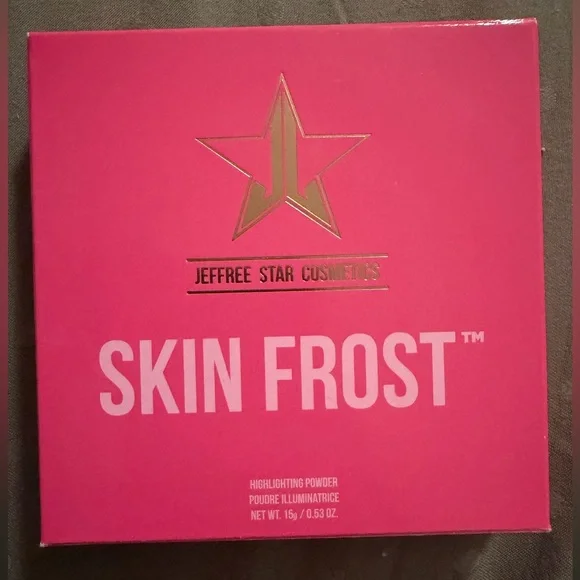 JEFFREE STAR COSMETICS
SKIN FROST™
HIGHLIGHTING POWDER
POUDRE ILLUMINATRICE
NET WT. 15g / 0.53 OZ.